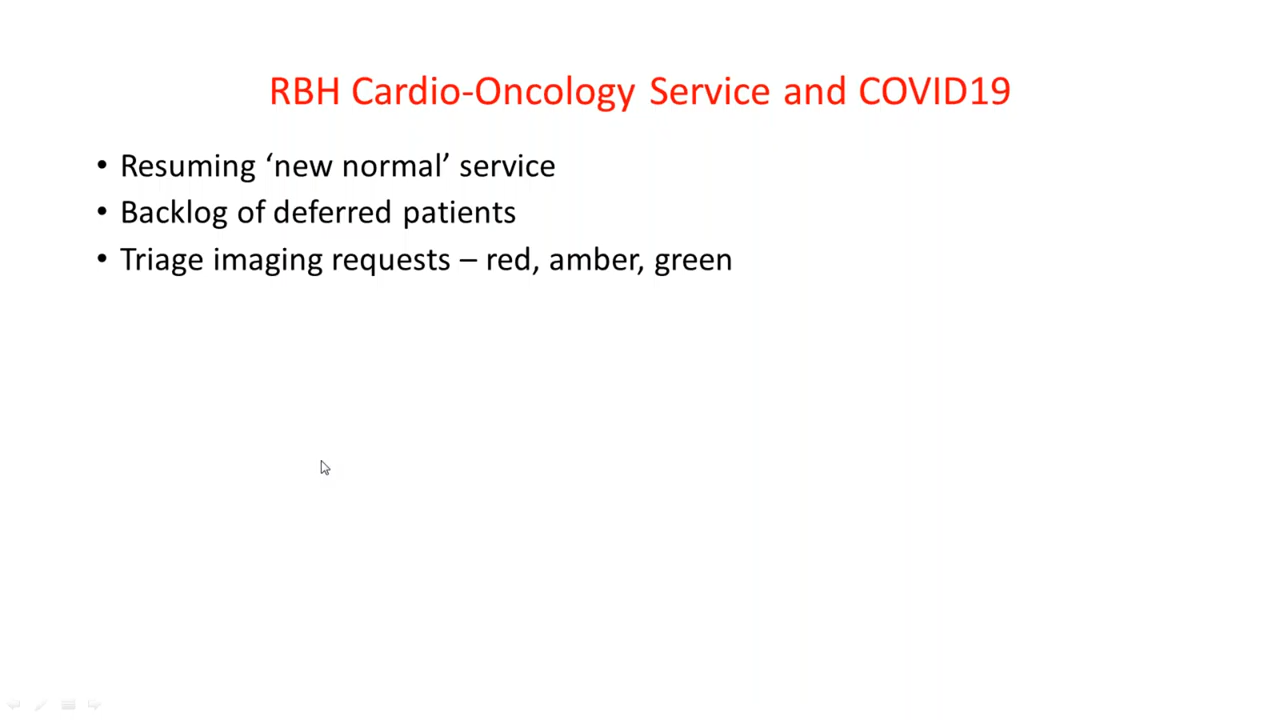 RBH Cardio-Oncology Service and COVID19
• Resuming ‘new normal’ service
• Backlog of deferred patients
• Triage imaging requests – red, amber, green